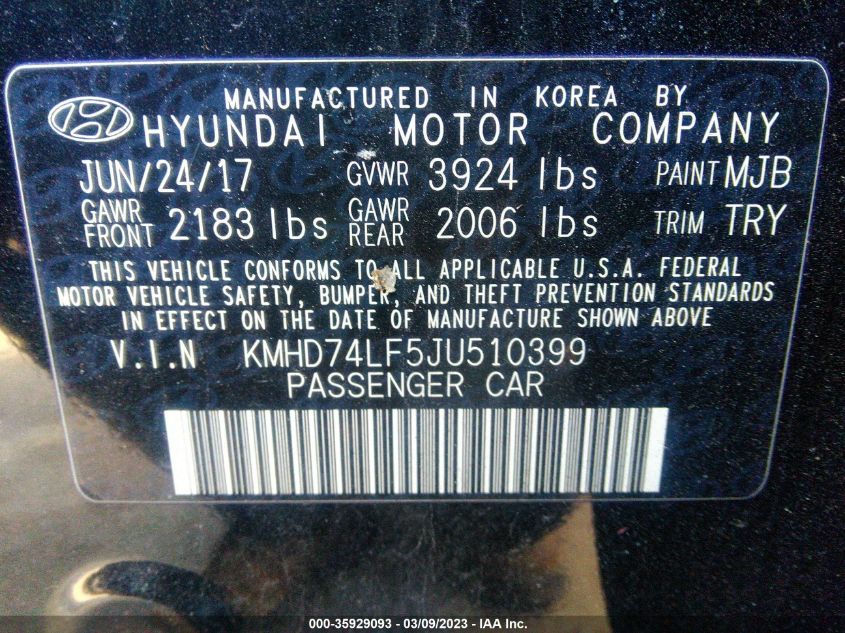 MANUFACTURED IN KOREA BY
HYUNDAI MOTOR COMPANY
JUN/24/17 GVWR 3924 lbs PAINT MJB
GAWR FRONT 2183 lbs GAWR REAR 2006 lbs TRIM TRY
THIS VEHICLE CONFORMS TO ALL APPLICABLE U.S.A. FEDERAL
MOTOR VEHICLE SAFETY, BUMPER, AND THEFT PREVENTION STANDARDS
IN EFFECT ON THE DATE OF MANUFACTURE SHOWN ABOVE
V.I.N KMHD74LF5JU510399
PASSENGER CAR
000-35929093 - 03/09/2023 - IAA Inc.